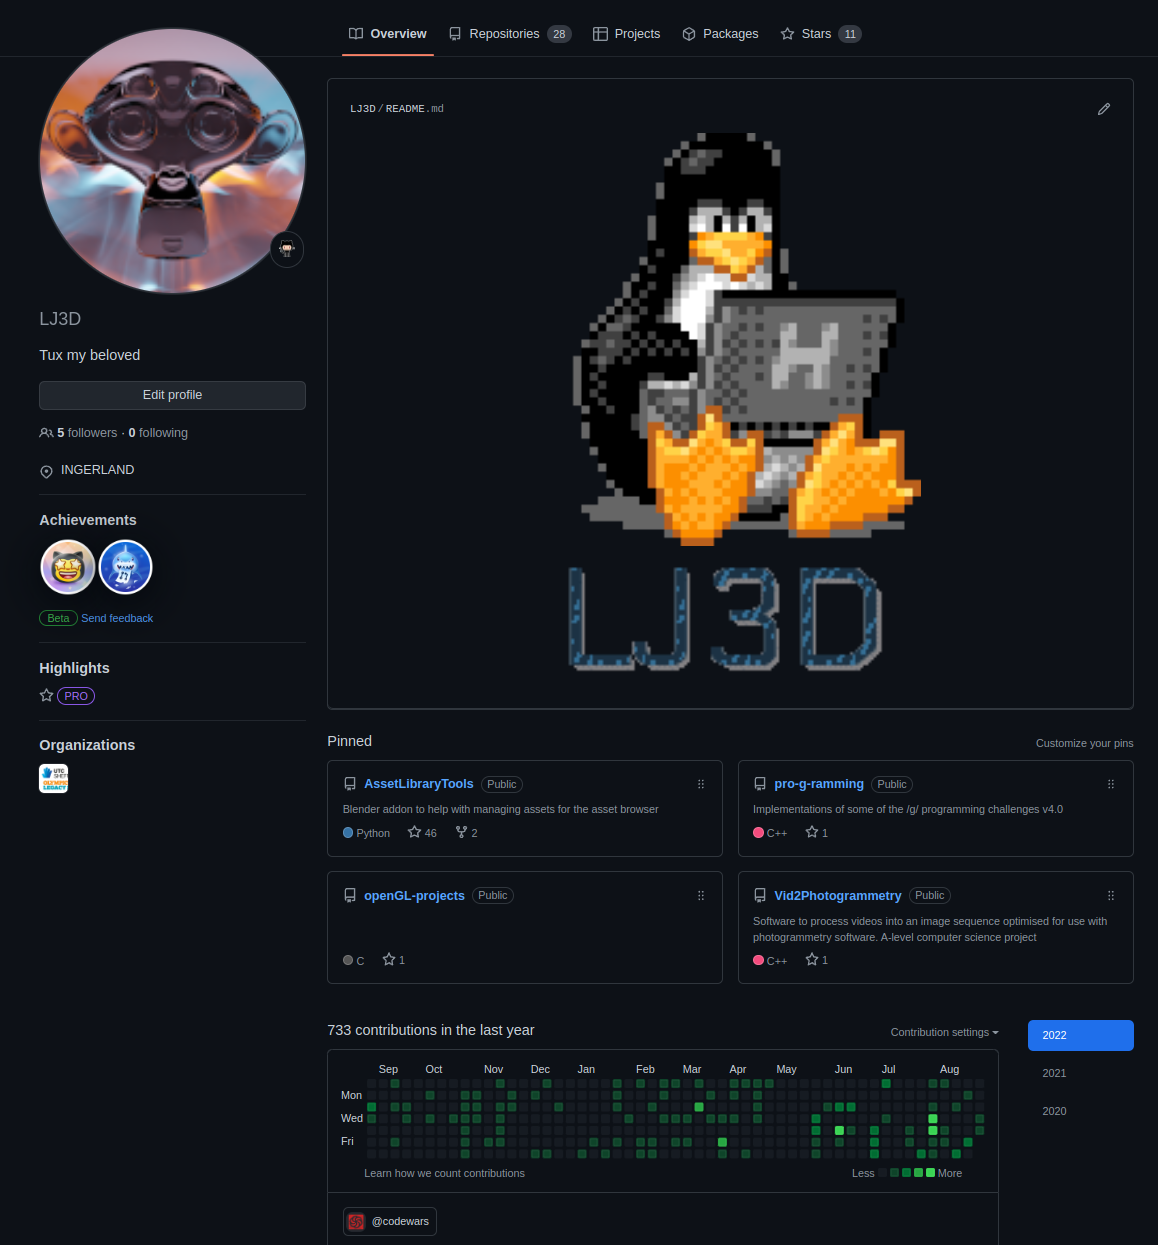 Overview
Repositories 28
Projects
Packages
Stars 11
LJ3D
Tux my beloved
Edit profile
5 followers · 0 following
INGERLAND
Achievements
Beta Send feedback
Highlights
PRO
Organizations
LJ3D / README.md
H
LJ3D
Pinned
Customize your pins
AssetLibraryTools Public
Blender addon to help with managing assets for the asset browser
Python 46 2
pro-g-ramming Public
Implementations of some of the /g/ programming challenges v4.0
C++ 1
openGL-projects Public
C 1
Vid2Photogrammetry Public
Software to process videos into an image sequence optimised for use with
photogrammetry software. A-level computer science project
C++ 1
733 contributions in the last year
Contribution settings
2022
2021
2020
Sep Oct Nov Dec Jan Feb Mar Apr May Jun Jul Aug
Mon
Wed
Fri
Learn how we count contributions
Less More
@codewars